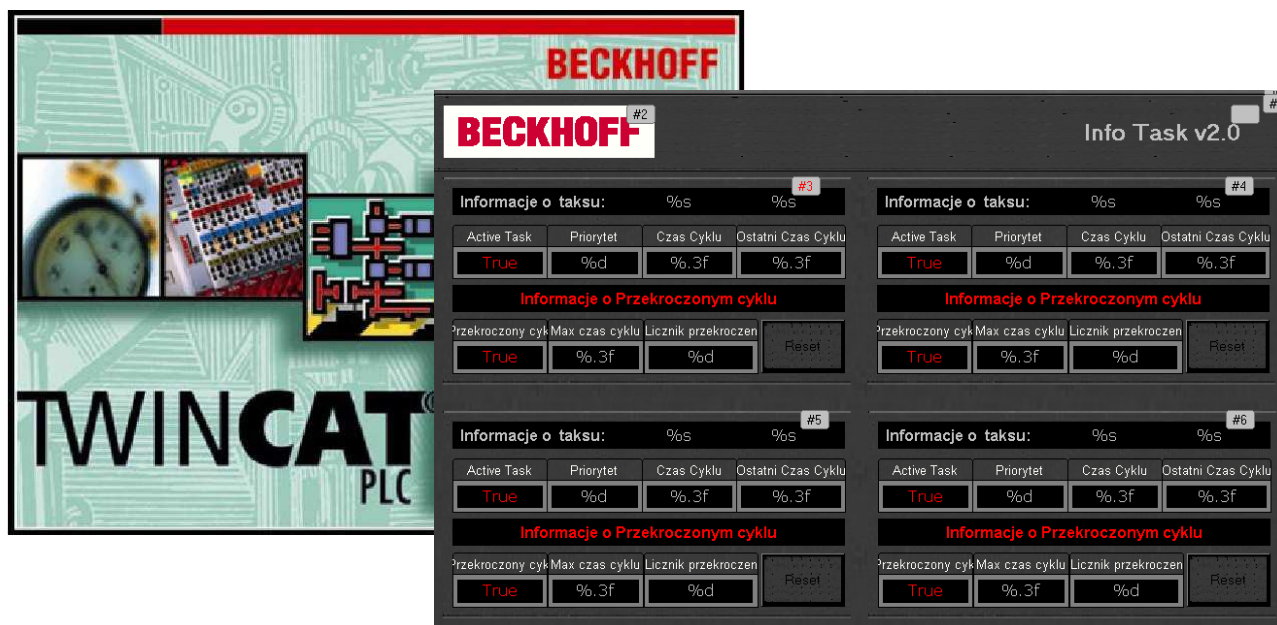 BECKHOFF
TWINCAT®
PLC
BECKHOFF
#2
#
Info Task v2.0
#3
Informacje o taksu: %s %s
Active Task Priorytet Czas Cyklu Ostatni Czas Cyklu
True %d %.3f %.3f
Informacje o Przekroczonym cyklu
Przekroczony cyk Max czas cyklu Licznik przekroczen
True %.3f %d Reset
#4
Informacje o taksu: %s %s
Active Task Priorytet Czas Cyklu Ostatni Czas Cyklu
True %d %.3f %.3f
Informacje o Przekroczonym cyklu
Przekroczony cyk Max czas cyklu Licznik przekroczen
True %.3f %d Reset
#5
Informacje o taksu: %s %s
Active Task Priorytet Czas Cyklu Ostatni Czas Cyklu
True %d %.3f %.3f
Informacje o Przekroczonym cyklu
Przekroczony cyk Max czas cyklu Licznik przekroczen
True %.3f %d Reset
#6
Informacje o taksu: %s %s
Active Task Priorytet Czas Cyklu Ostatni Czas Cyklu
True %d %.3f %.3f
Informacje o Przekroczonym cyklu
Przekroczony cyk Max czas cyklu Licznik przekroczen
True %.3f %d Reset